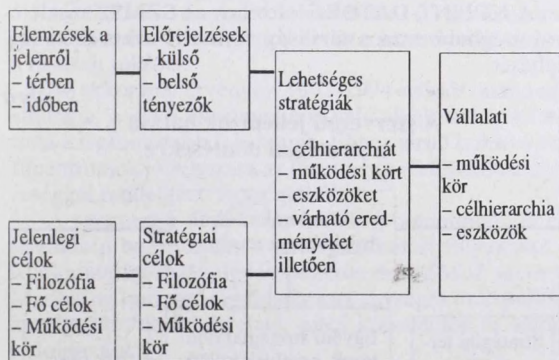 Elemzések a
jelenről
- térben
- időben
Előrejelzések
- külső
- belső
tényezők
Lehetséges
stratégiák
– célhierarchiát
– működési kört
– eszközöket
– várható ered-
ményeket
illetően
Vállalati
– működési
kör
– célhierarchia
– eszközök
Jelenlegi
célok
– Filozófia
– Fő célok
– Működési
kör
Stratégiai
célok
– Filozófia
– Fő célok
– Működési
kör